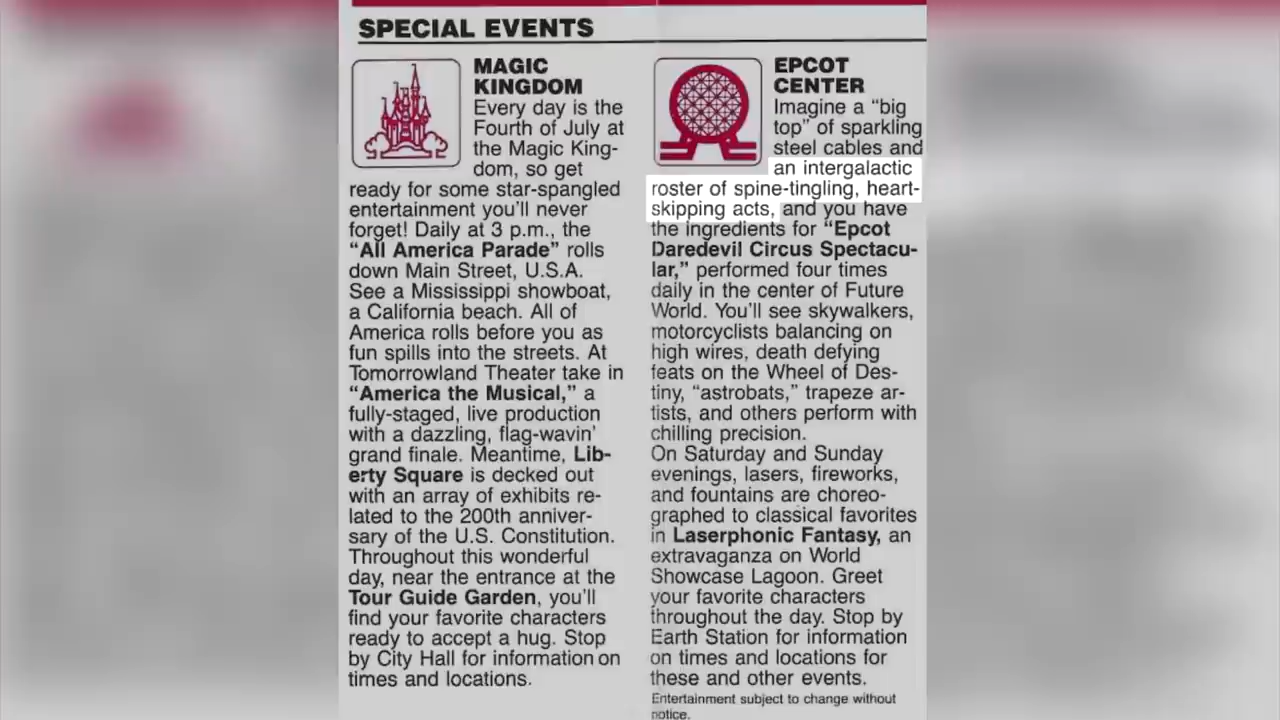 SPECIAL EVENTS
MAGIC
KINGDOM
Every day is the
Fourth of July at
the Magic King-
dom, so get
ready for some star-spangled
entertainment you'll never
forget! Daily at 3 p.m., the
“All America Parade” rolls
down Main Street, U.S.A.
See a Mississippi showboat,
a California beach. All of
America rolls before you as
fun spills into the streets. At
Tomorrowland Theater take in
“America the Musical,” a
fully-staged, live production
with a dazzling, flag-wavin’
grand finale. Meantime, Lib-
erty Square is decked out
with an array of exhibits re-
lated to the 200th anniver-
sary of the U.S. Constitution.
Throughout this wonderful
day, near the entrance at the
Tour Guide Garden, you’ll
find your favorite characters
ready to accept a hug. Stop
by City Hall for information on
times and locations.
EPCOT
CENTER
Imagine a “big
top” of sparkling
steel cables and
an intergalactic
roster of spine-tingling, heart-
skipping acts, and you have
the ingredients for “Epcot
Daredevil Circus Spectacu-
lar,” performed four times
daily in the center of Future
World. You’ll see skywalkers,
motorcyclists balancing on
high wires, death defying
feats on the Wheel of Des-
tiny, “astrobats,” trapeze ar-
tists, and others perform with
chilling precision.
On Saturday and Sunday
evenings, lasers, fireworks,
and fountains are choreo-
graphed to classical favorites
in Laserphonic Fantasy, an
extravaganza on World
Showcase Lagoon. Greet
your favorite characters
throughout the day. Stop by
Earth Station for information
on times and locations for
these and other events.
Entertainment subject to change without
notice.